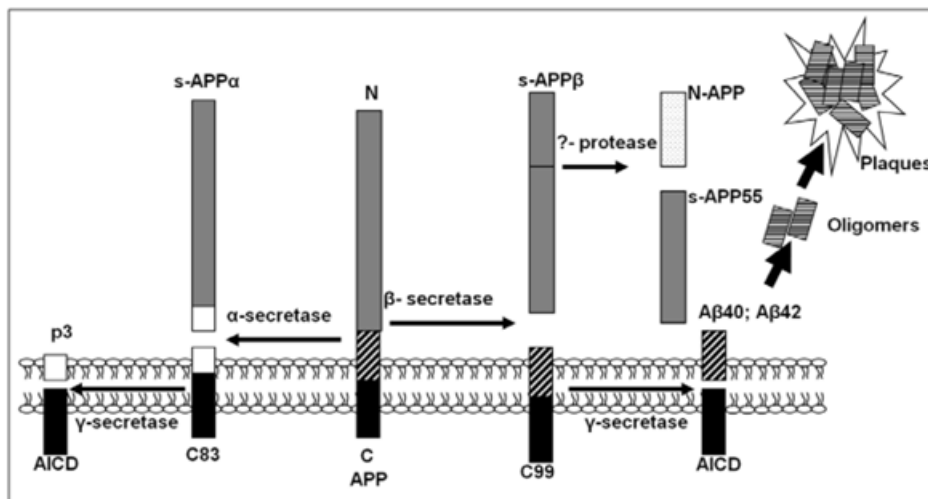 s-APPα
N
s-APPβ
N-APP
?- protease
Plaques
s-APP55
Oligomers
α-secretase
β- secretase
Aβ40; Aβ42
p3
γ-secretase
γ-secretase
AICD
C83
C
APP
C99
AICD